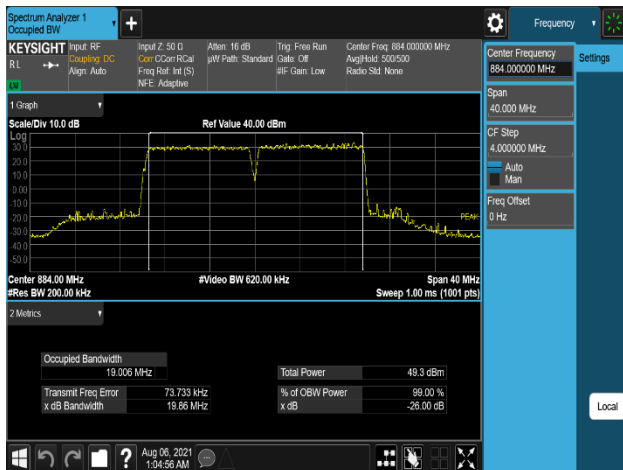 Spectrum Analyzer 1
Occupied BW
Frequency
KEYSIGHT
RL
Input: RF
Coupling: DC
Align: Auto
Input Z: 50 Ω
Corr CCorr RCal
Freq Ref: Int (S)
NFE: Adaptive
Atten: 16 dB
µW Path: Standard
Trig: Free Run
Gate: Off
#IF Gain: Low
Center Freq: 884.000000 MHz
Avg|Hold: 500/500
Radio Std: None
LW
1 Graph
Scale/Div 10.0 dB
Ref Value 40.00 dBm
Log
30.0
20.0
10.0
0.00
-10.0
-20.0
-30.0
-40.0
-50.0
PEAK
Center 884.00 MHz
#Video BW 620.00 kHz
Span 40 MHz
#Res BW 200.00 kHz
Sweep 1.00 ms (1001 pts)
2 Metrics
Occupied Bandwidth
19.006 MHz
Total Power 49.3 dBm
Transmit Freq Error 73.733 kHz
% of OBW Power 99.00 %
x dB Bandwidth 19.86 MHz
x dB -26.00 dB
Aug 06, 2021
1:04:56 AM
Center Frequency
884.000000 MHz
Settings
Span
40.000 MHz
CF Step
4.000000 MHz
Auto
Man
Freq Offset
0 Hz
Local